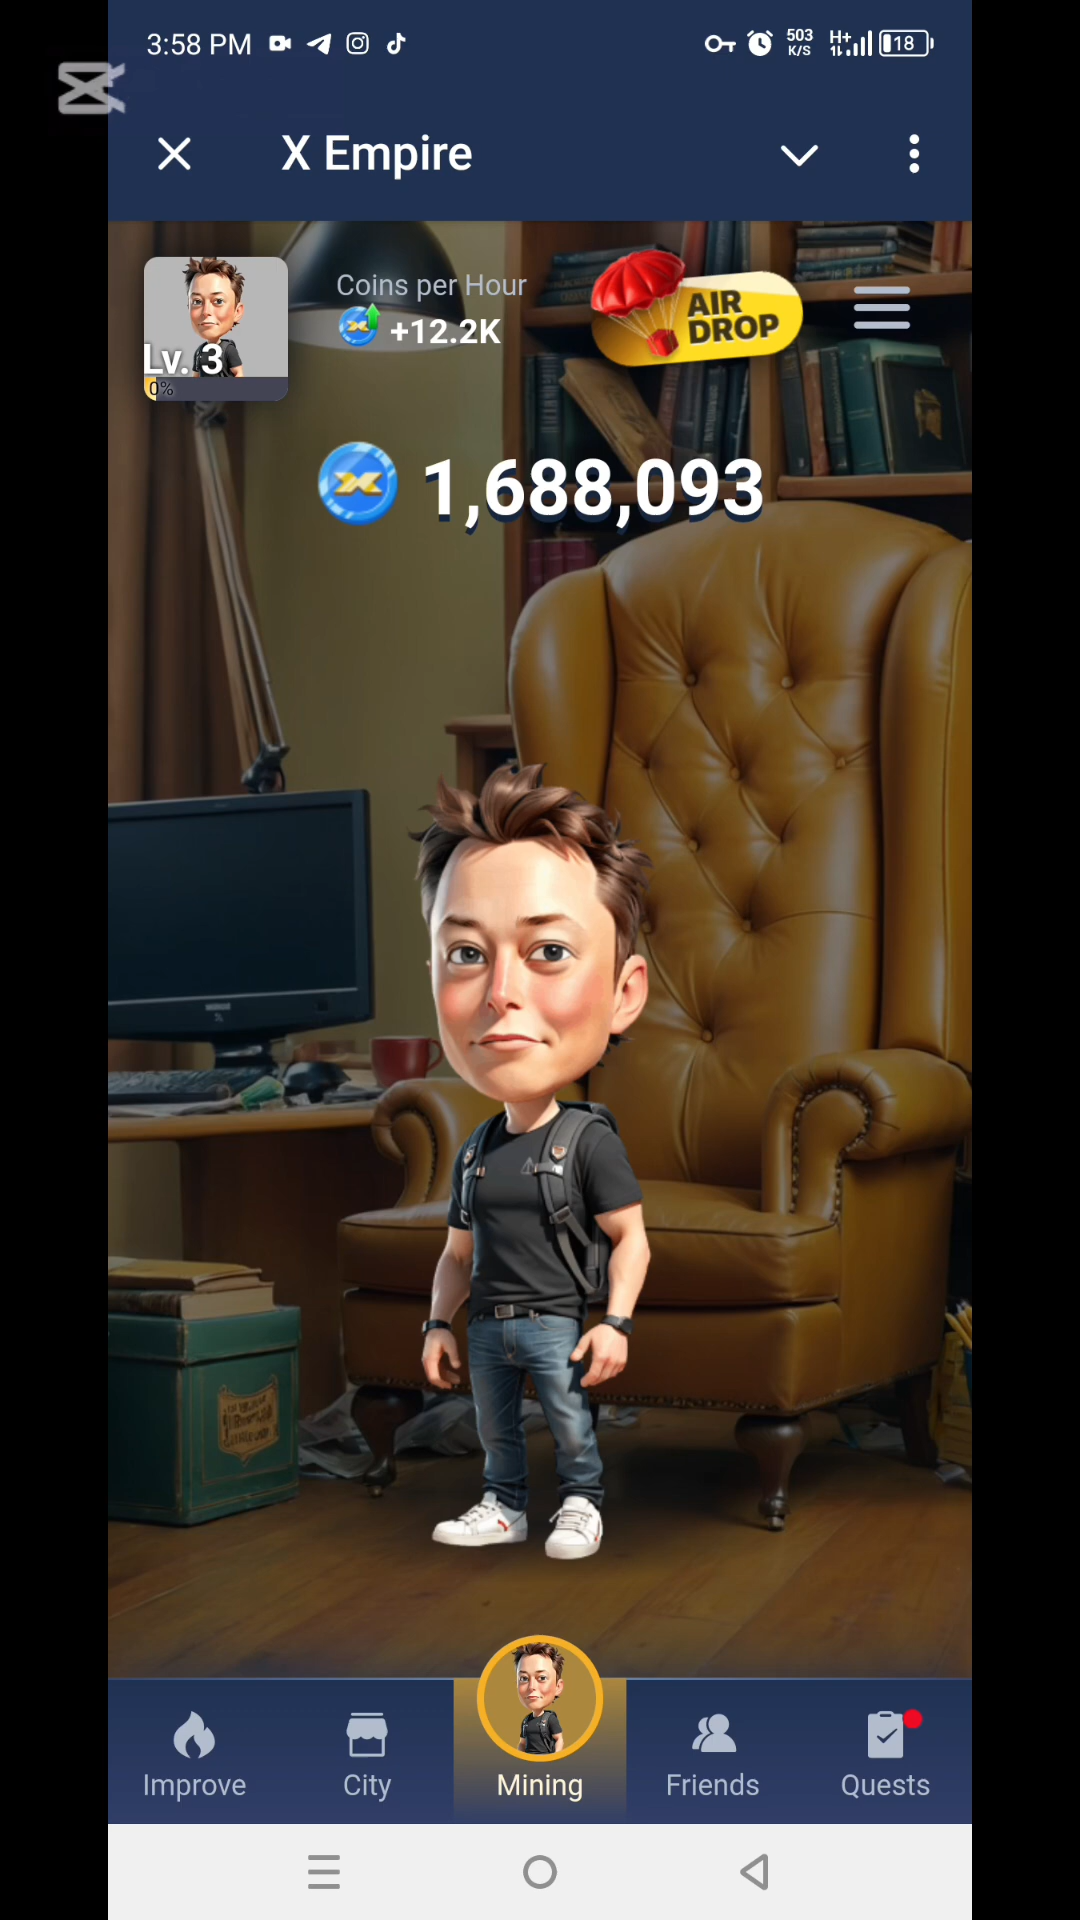 3:58 PM
503
K/S
H+
18
X Empire
Coins per Hour
+12.2K
AIR
DROP
Lv. 3
0%
1,688,093
Improve
City
Mining
Friends
Quests